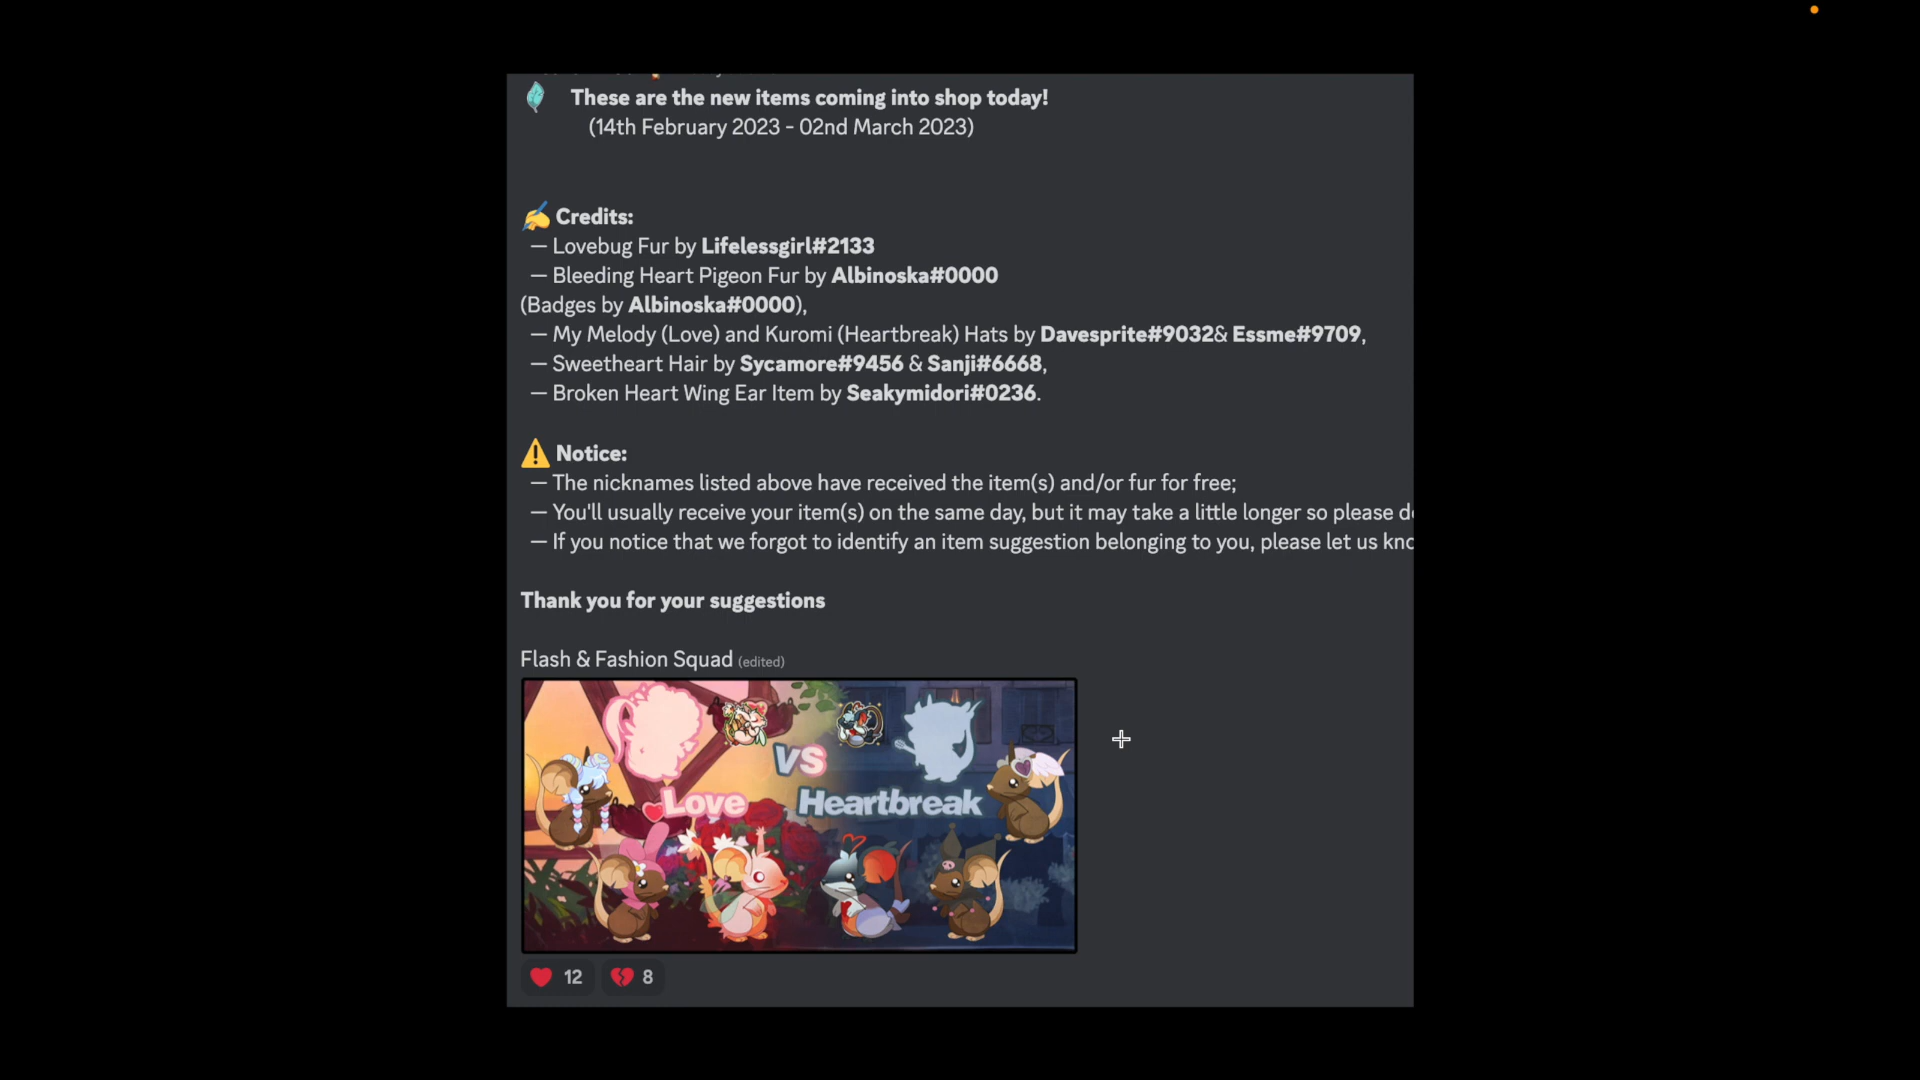 These are the new items coming into shop today!
(14th February 2023 - 02nd March 2023)
Credits:
— Lovebug Fur by Lifelessgirl#2133
— Bleeding Heart Pigeon Fur by Albinoska#0000
(Badges by Albinoska#0000),
— My Melody (Love) and Kuromi (Heartbreak) Hats by Davesprite#9032& Essme#9709,
— Sweetheart Hair by Sycamore#9456 & Sanji#6668,
— Broken Heart Wing Ear Item by Seakymidori#0236.
Notice:
— The nicknames listed above have received the item(s) and/or fur for free;
— You'll usually receive your item(s) on the same day, but it may take a little longer so please
— If you notice that we forgot to identify an item suggestion belonging to you, please let us
Thank you for your suggestions
Flash & Fashion Squad (edited)
VS
Love Heartbreak
12 8